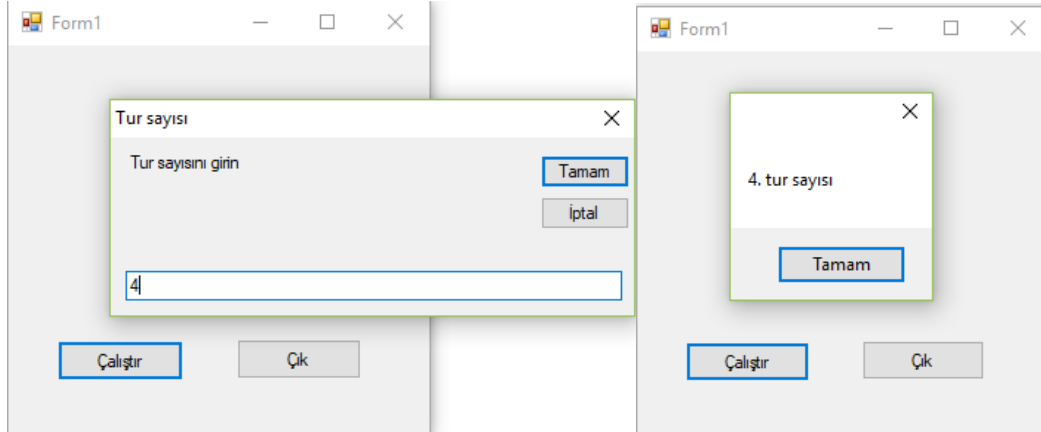 Form1
Tur sayısı
Tur sayısını girin
Tamam
İptal
4
Çalıştır
Çık
Form1
4. tur sayısı
Tamam
Çalıştır
Çık